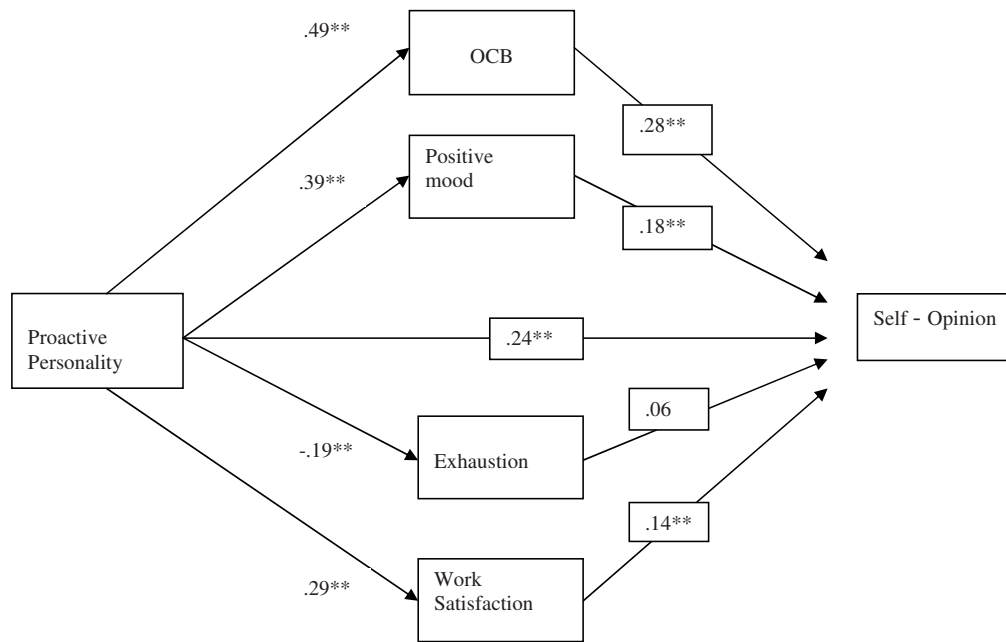 .49**
OCB
.28**
Positive
mood
.39**
.18**
Proactive
Personality
.24**
Self - Opinion
.06
-.19**
Exhaustion
.14**
.29**
Work
Satisfaction